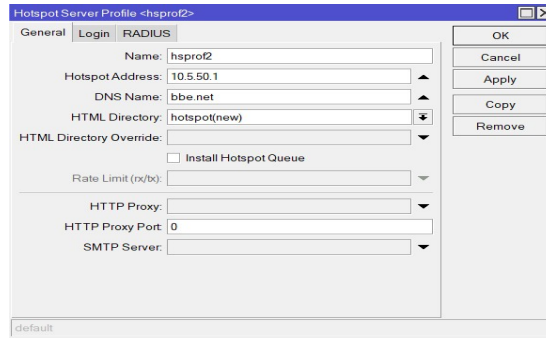 Hotspot Server Profile <hsprof2>
General Login RADIUS
Name: hsprof2
Hotspot Address: 10.5.50.1
DNS Name: bbe.net
HTML Directory: hotspot(new)
HTML Directory Override:
Install Hotspot Queue
Rate Limit (rx/tx):
HTTP Proxy:
HTTP Proxy Port: 0
SMTP Server:
OK
Cancel
Apply
Copy
Remove
default